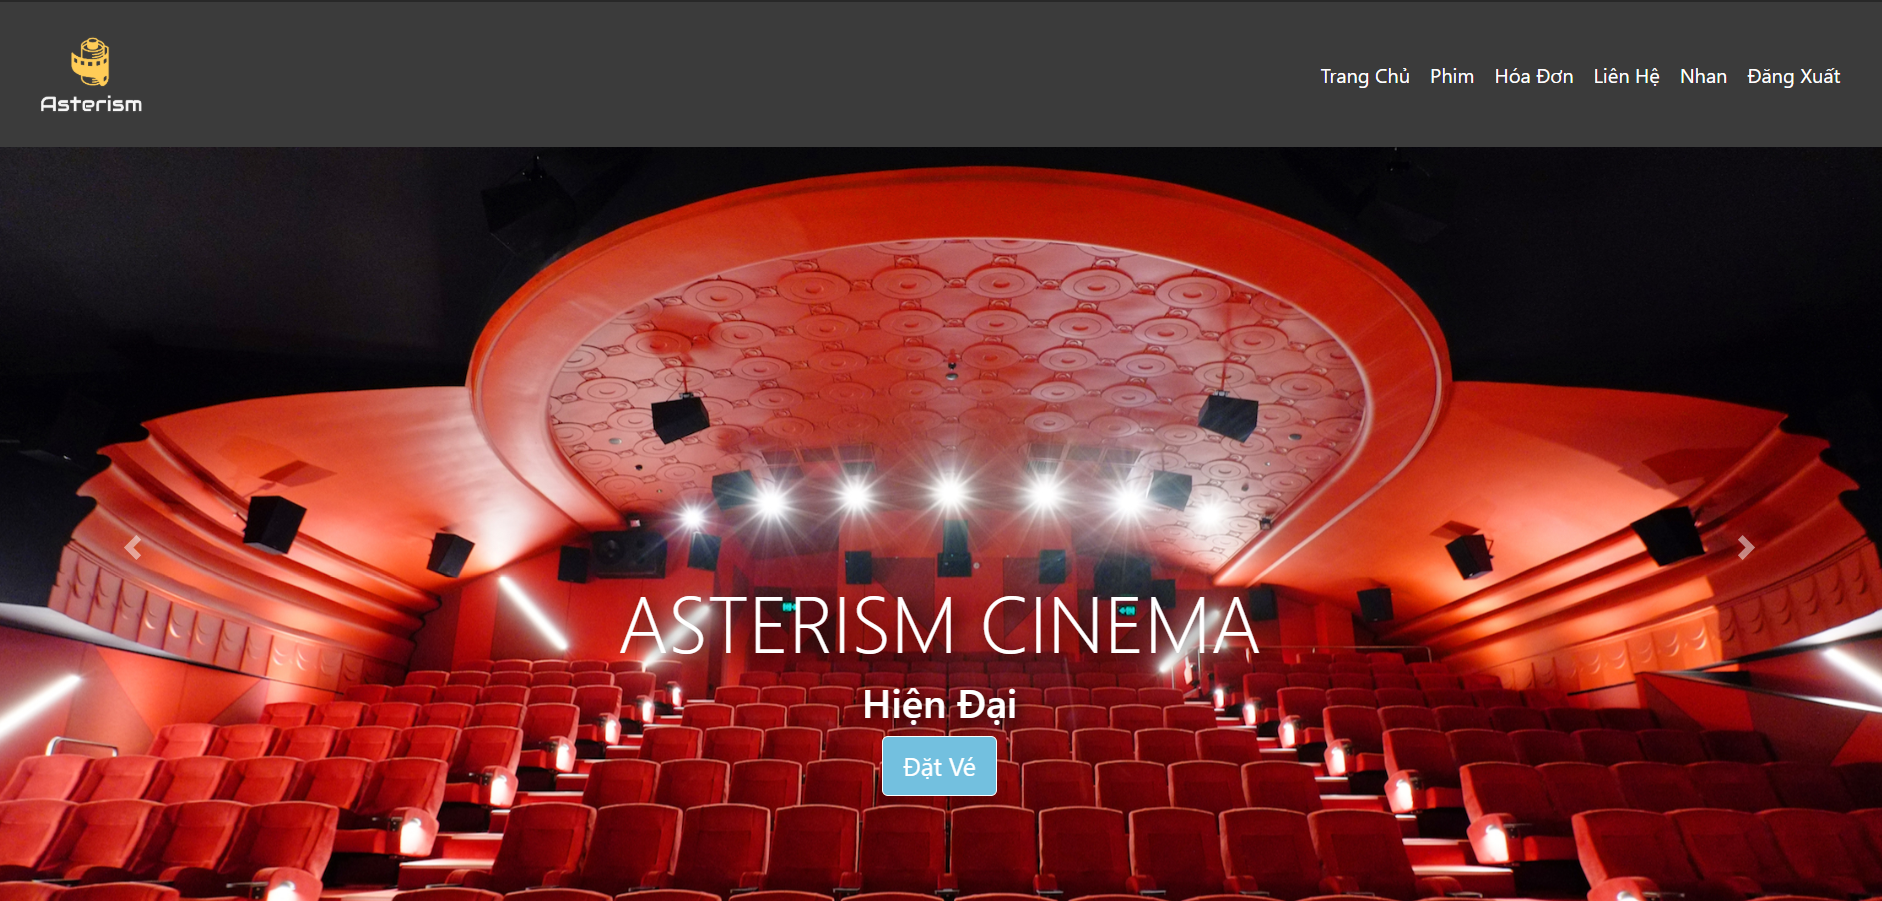 Asterism
Trang Chủ Phim Hóa Đơn Liên Hệ Nhan Đăng Xuất
ASTERISM CINEMA
Hiện Đại
Đặt Vé